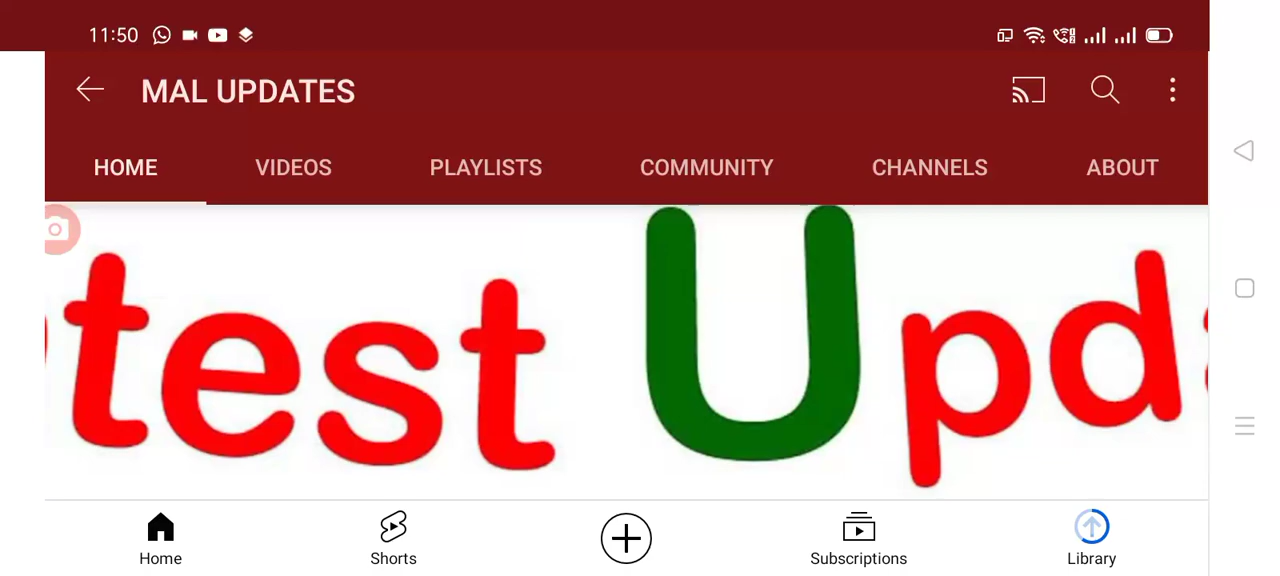 11:50
MAL UPDATES
HOME VIDEOS PLAYLISTS COMMUNITY CHANNELS ABOUT
test Upd
Home Shorts Subscriptions Library